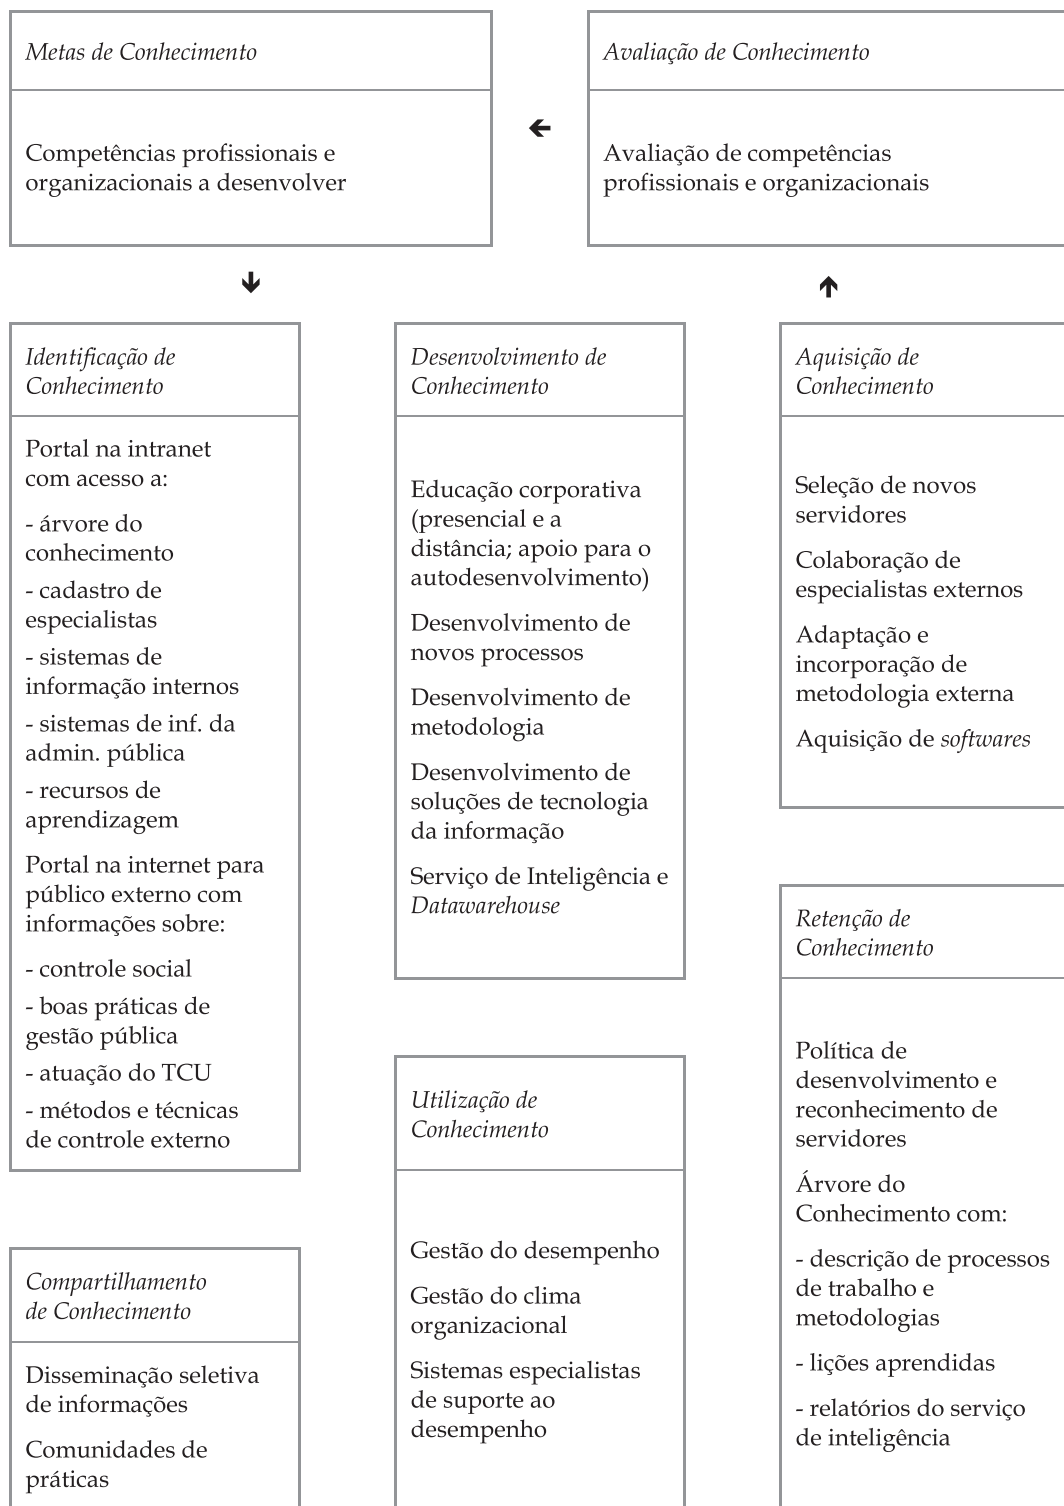 Metas de Conhecimento
Competências profissionais e
organizacionais a desenvolver
Avaliação de Conhecimento
Avaliação de competências
profissionais e organizacionais
Identificação de
Conhecimento
Portal na intranet
com acesso a:
- árvore do
conhecimento
- cadastro de
especialistas
- sistemas de
informação internos
- sistemas de inf. da
admin. pública
- recursos de
aprendizagem
Portal na internet para
público externo com
informações sobre:
- controle social
- boas práticas de
gestão pública
- atuação do TCU
- métodos e técnicas
de controle externo
Compartilhamento
de Conhecimento
Disseminação seletiva
de informações
Comunidades de
práticas
Desenvolvimento de
Conhecimento
Educação corporativa
(presencial e a
distância; apoio para o
autodesenvolvimento)
Desenvolvimento de
novos processos
Desenvolvimento de
metodologia
Desenvolvimento de
soluções de tecnologia
da informação
Serviço de Inteligência e
Datawarehouse
Utilização de
Conhecimento
Gestão do desempenho
Gestão do clima
organizacional
Sistemas especialistas
de suporte ao
desempenho
Aquisição de
Conhecimento
Seleção de novos
servidores
Colaboração de
especialistas externos
Adaptação e
incorporação de
metodologia externa
Aquisição de softwares
Retenção de
Conhecimento
Política de
desenvolvimento e
reconhecimento de
servidores
Árvore do
Conhecimento com:
- descrição de processos
de trabalho e
metodologias
- lições aprendidas
- relatórios do serviço
de inteligência